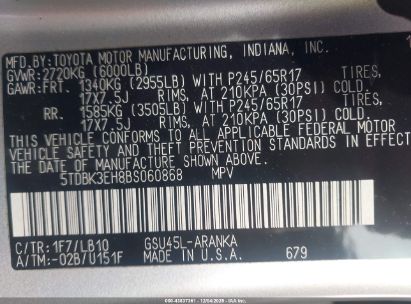 MFD.BY:TOYOTA MOTOR MANUFACTURING, INDIANA, INC.
GVWR:2720KG (6000LB)
GAWR:FRT. 1340KG (2955LB) WITH P245/65R17 TIRES,
17X7.5J RIMS, AT 210KPA (30PSI) COLD.
RR. 1585KG (3505LB) WITH P245/65R17 TIRES,
17X7.5J RIMS, AT 210KPA (30PSI) COLD.
THIS VEHICLE CONFORMS TO ALL APPLICABLE FEDERAL MOTOR
VEHICLE SAFETY AND THEFT PREVENTION STANDARDS IN EFFECT
THE DATE OF MANUFACTURE SHOWN ABOVE.
5TDBK3EH8BS060868 MPV
C/TR:1F7/LB10 GSU45L-ARANKA
A/TM:-02B/U151F MADE IN U.S.A. 679